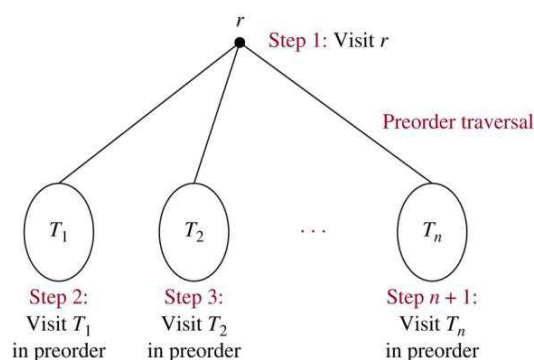 r
Step 1: Visit r
Preorder traversal
T1
T2
. . .
Tn
Step 2:
Visit T1
in preorder
Step 3:
Visit T2
in preorder
Step n + 1:
Visit Tn
in preorder